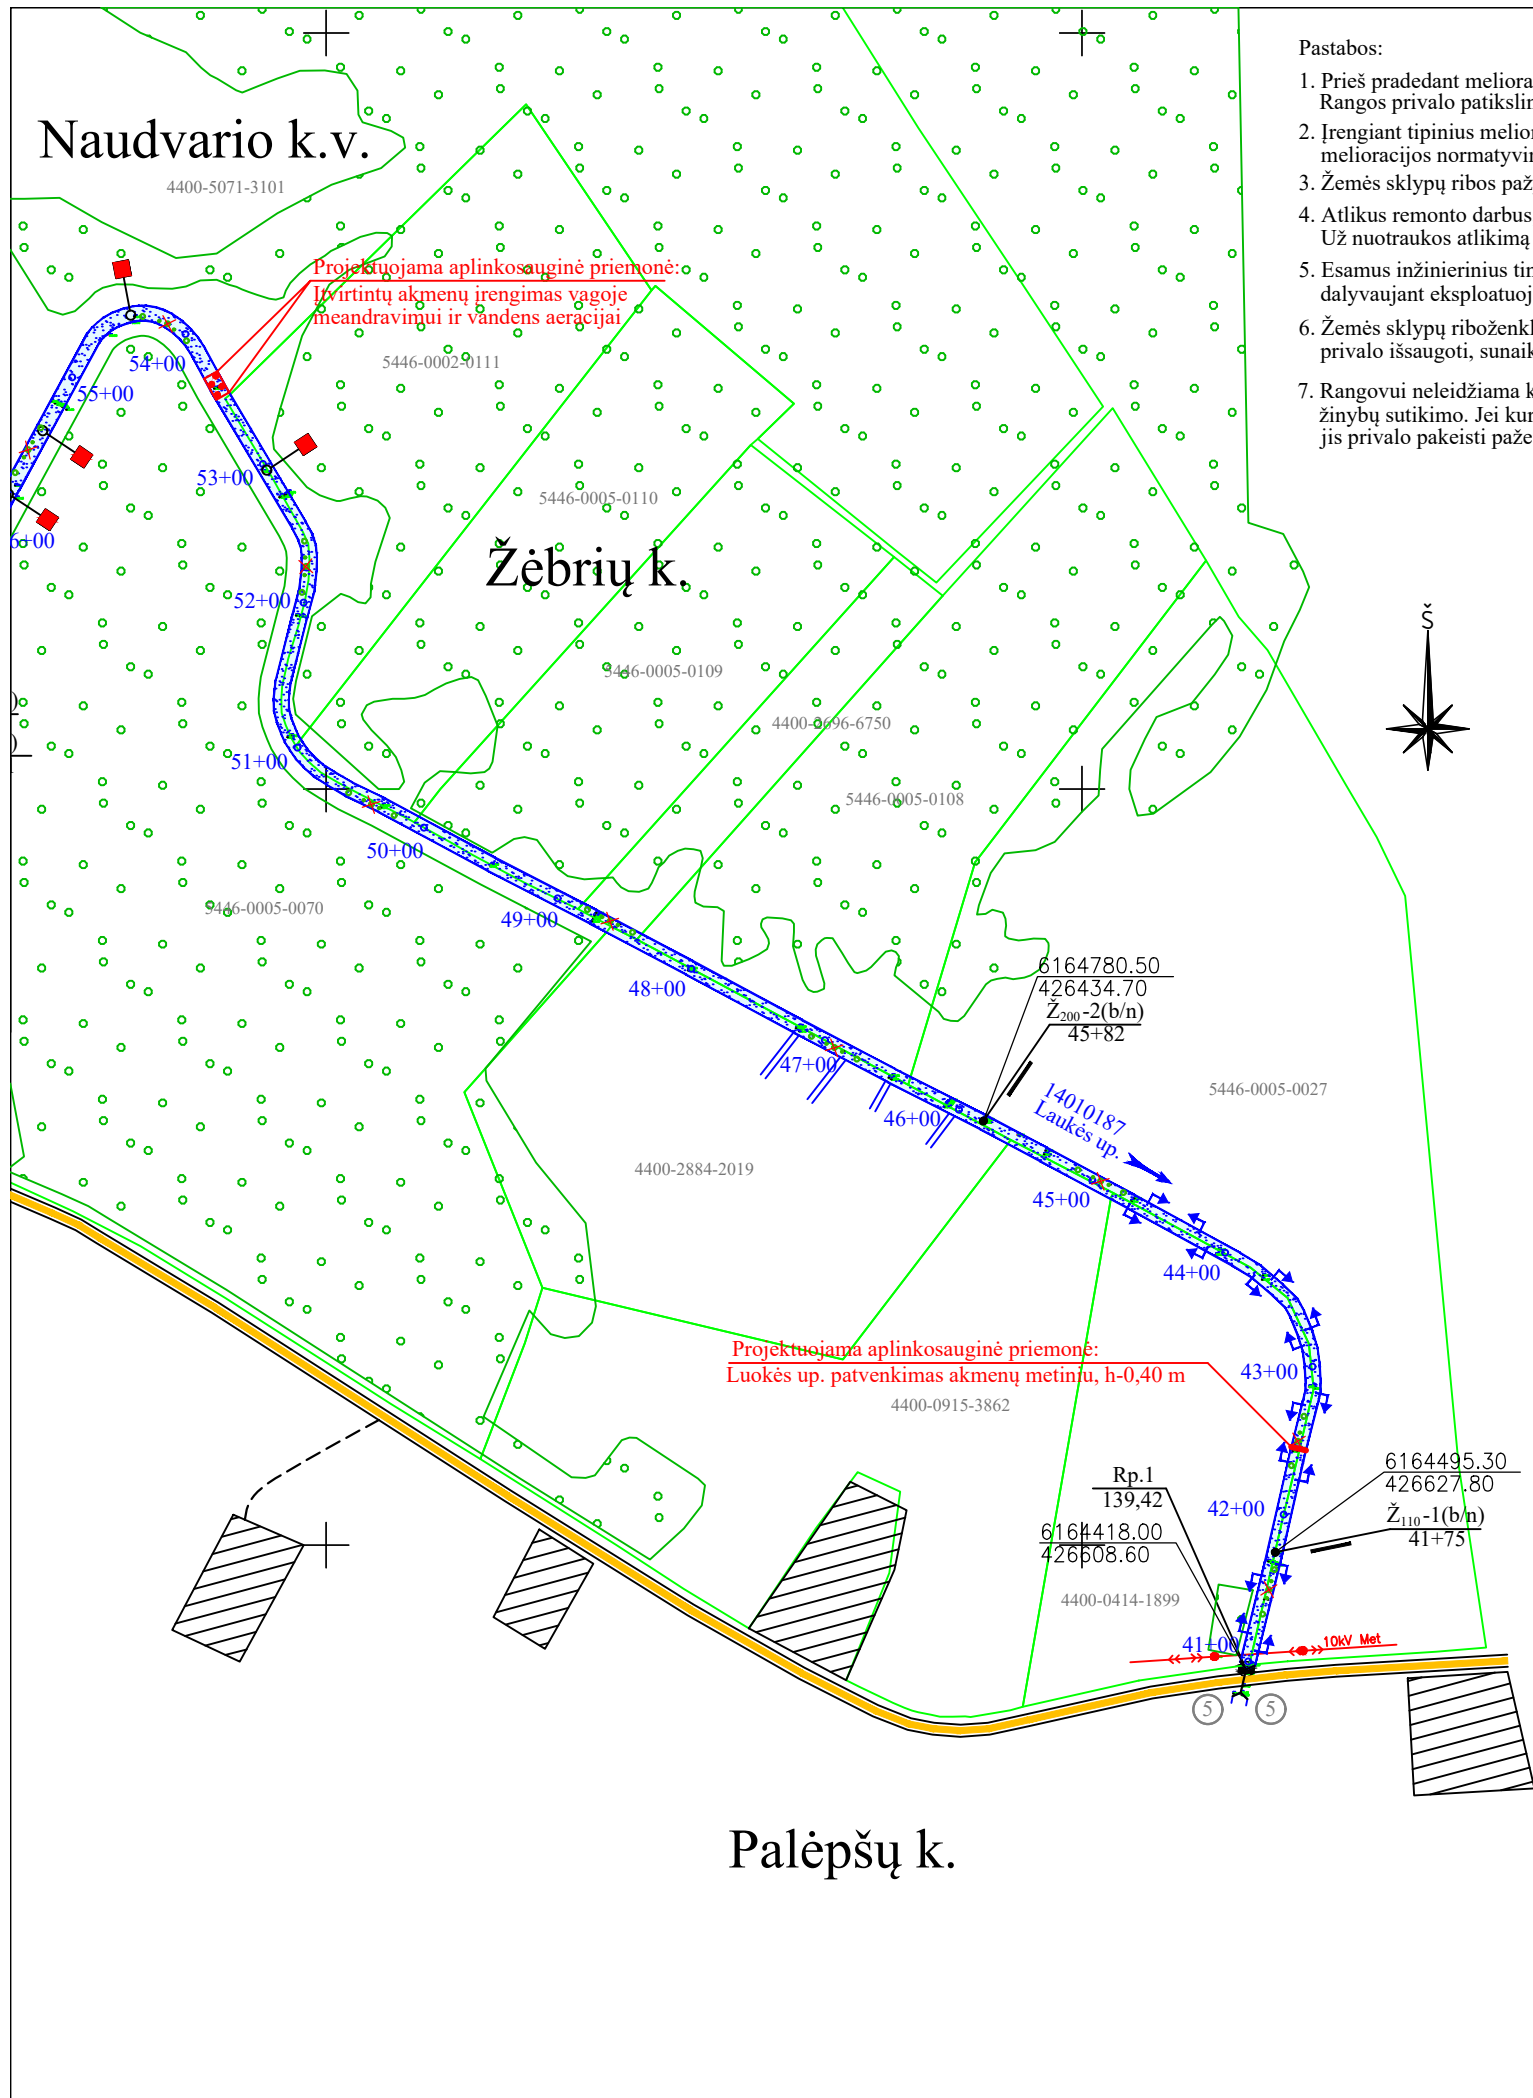 Pastabos:
1. Prieš pradedant meliora
Rangos privalo patikslin
2. Įrengiant tipinius melio
melioracijos normatyvin
3. Žemės sklypų ribos paž
4. Atlikus remonto darbus
Už nuotraukos atlikimą
5. Esamus inžinierinius tin
dalyvaujant eksploatuoj
6. Žemės sklypų riboženkl
privalo išsaugoti, sunaik
7. Rangovui neleidžiama k
žinybų sutikimo. Jei kur
jis privalo pakeisti paže
Naudvario k.v.
4400-5071-3101
Projektuojama aplinkosauginė priemonė:
Įtvirtintų akmenų įrengimas vagoje
meandravimui ir vandens aeracijai
5446-0002-0111
54+00
55+00
53+00
5446-0005-0110
6+00
Žėbrių k.
52+00
Š
5446-0005-0109
)
4400-2696-6750
)
51+00
5446-0005-0108
50+00
5446-0005-0070
49+00
6164780.50
426434.70
48+00
Ž200-2(b/n)
45+82
47+00
5446-0005-0027
46+00
14010187
Laukės up.
4400-2884-2019
45+00
44+00
Projektuojama aplinkosauginė priemonė:
Luokės up. patvenkimas akmenų metiniu, h-0,40 m
43+00
4400-0915-3862
6164495.30
426627.80
Rp.1
139,42
42+00
Ž110-1(b/n)
41+75
6164418.00
426608.60
4400-0414-1899
41+00
10kV Met
5
5
Palėpšų k.